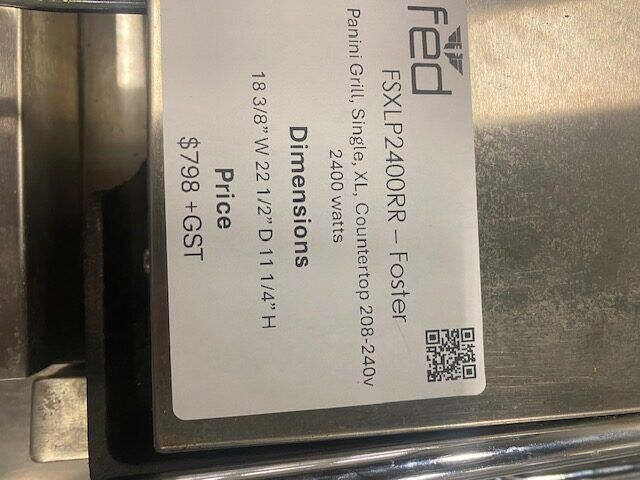 fed
FSXLP2400RR – Foster
Panini Grill, Single, XL, Countertop 208-240v
2400 watts
Dimensions
18 3/8” W 22 1/2” D 11 1/4” H
Price
$798 +GST